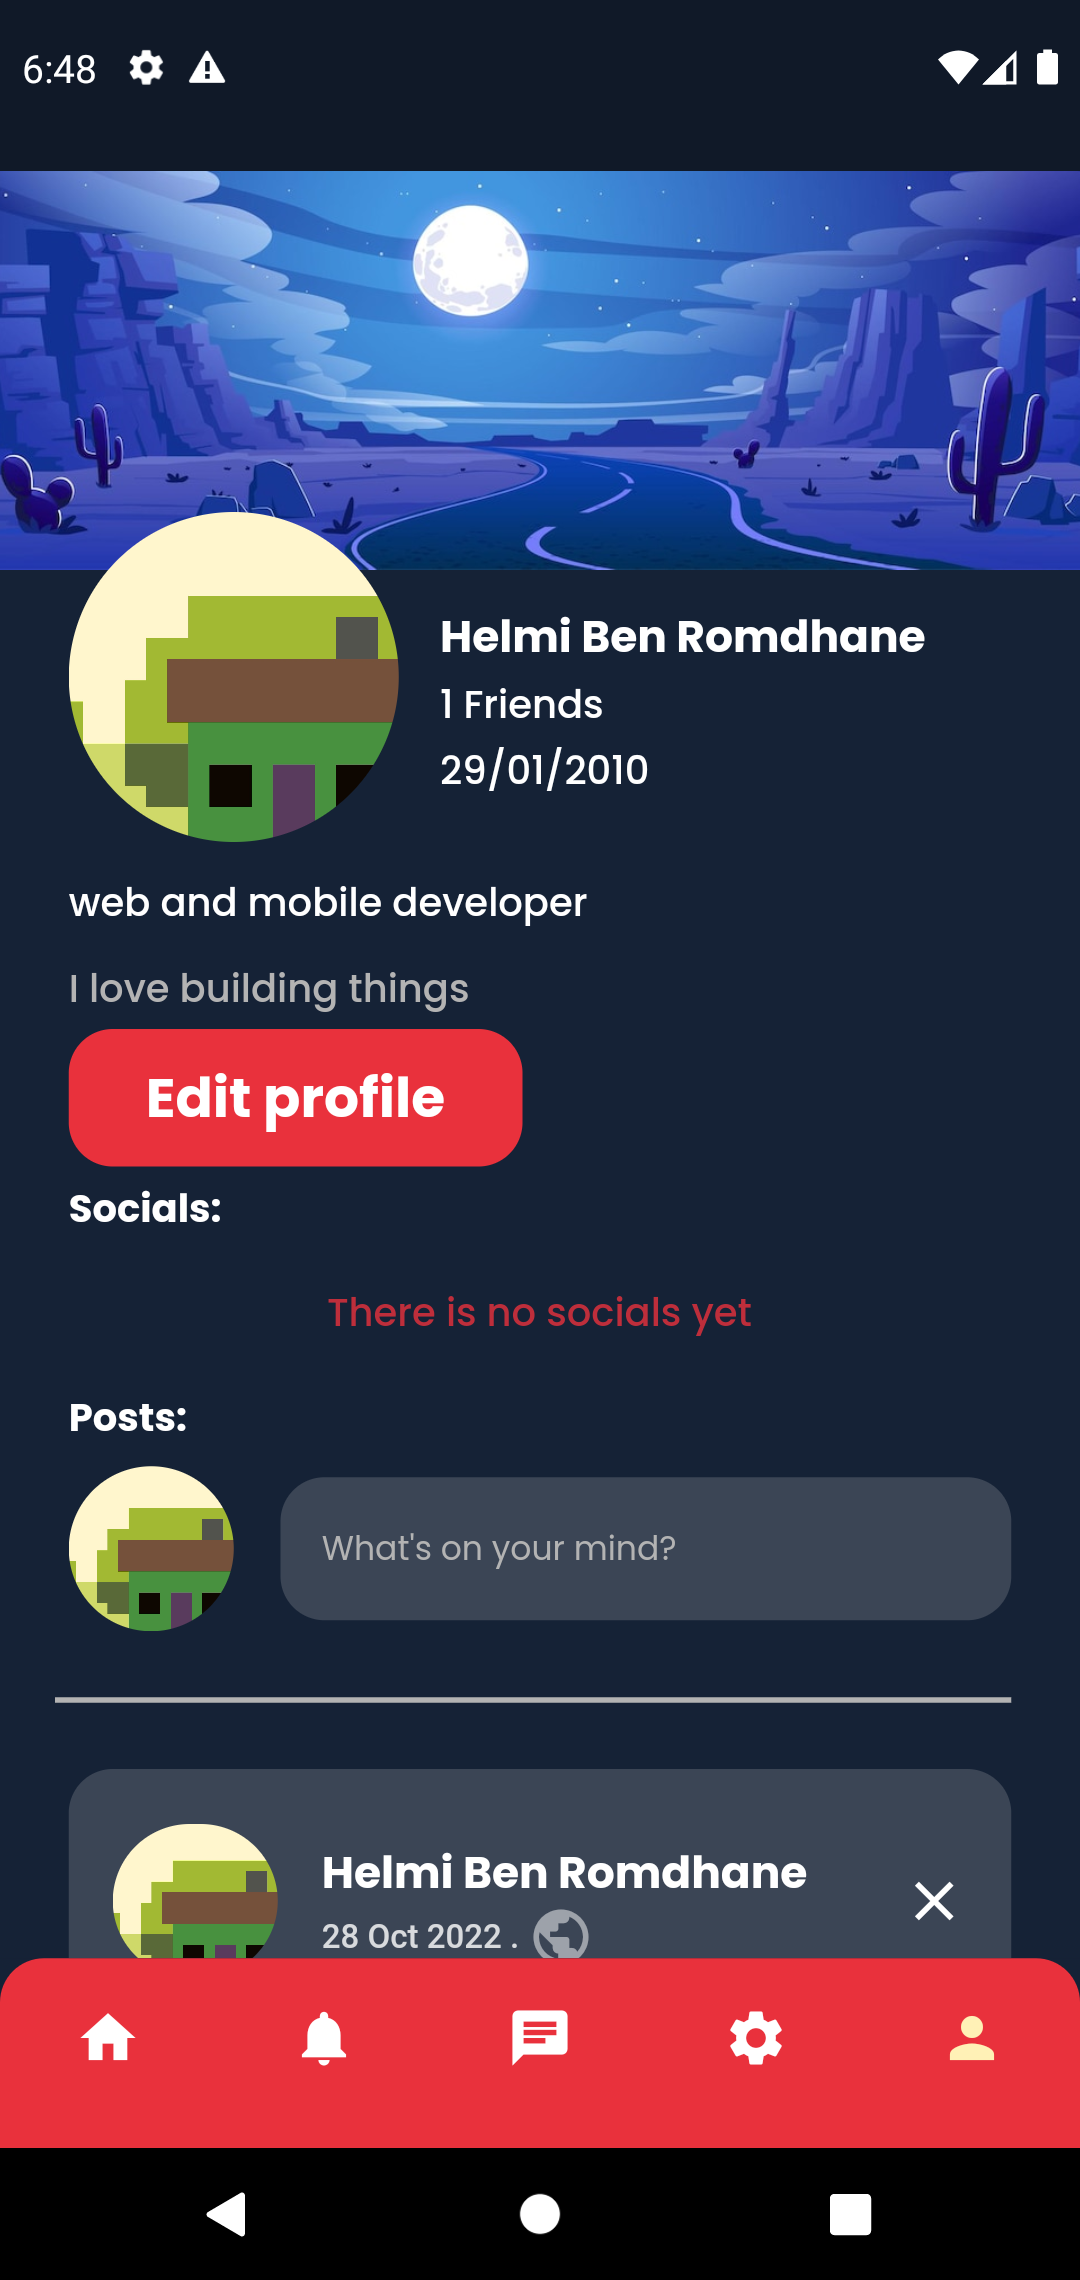 6:48
Helmi Ben Romdhane
1 Friends
29/01/2010
web and mobile developer
I love building things
Edit profile
Socials:
There is no socials yet
Posts:
What's on your mind?
Helmi Ben Romdhane
28 Oct 2022 .